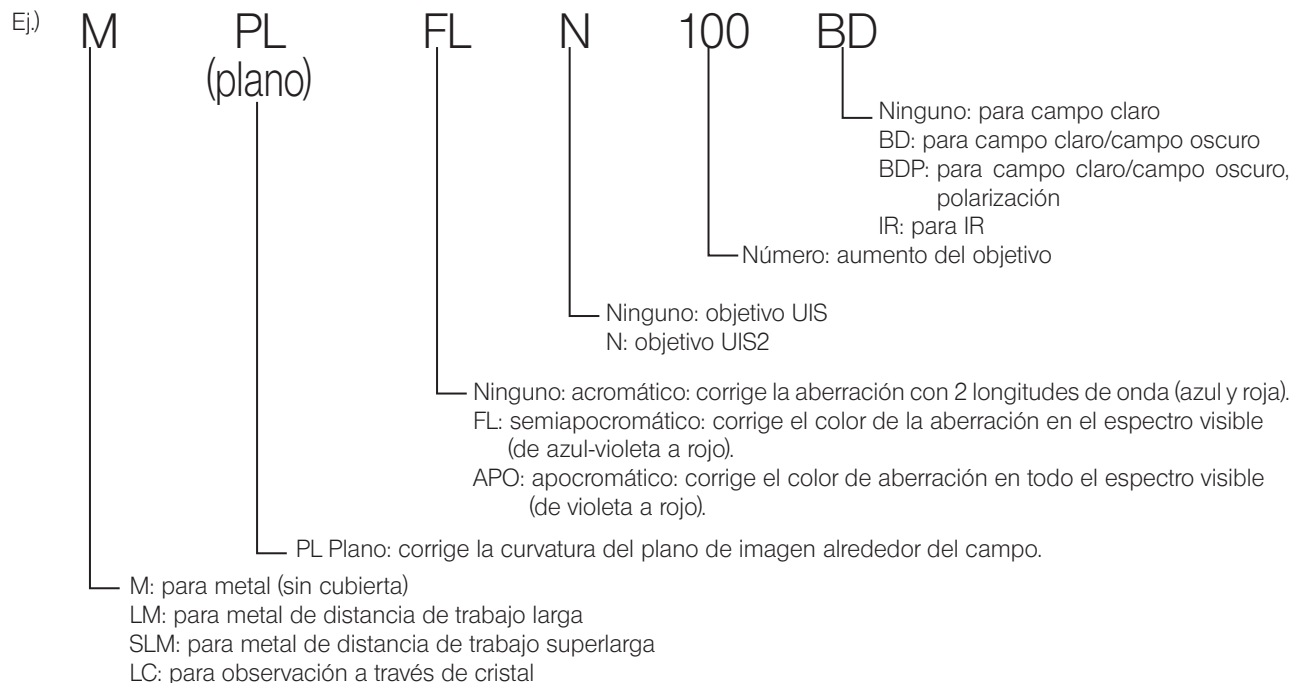 Ej.) M PL FL N 100 BD
(plano)
Ninguno: para campo claro
BD: para campo claro/campo oscuro
BDP: para campo claro/campo oscuro,
polarización
IR: para IR
Número: aumento del objetivo
Ninguno: objetivo UIS
N: objetivo UIS2
Ninguno: acromático: corrige la aberración con 2 longitudes de onda (azul y roja).
FL: semiapocromático: corrige el color de la aberración en el espectro visible
(de azul-violeta a rojo).
APO: apocromático: corrige el color de aberración en todo el espectro visible
(de violeta a rojo).
PL Plano: corrige la curvatura del plano de imagen alrededor del campo.
M: para metal (sin cubierta)
LM: para metal de distancia de trabajo larga
SLM: para metal de distancia de trabajo superlarga
LC: para observación a través de cristal